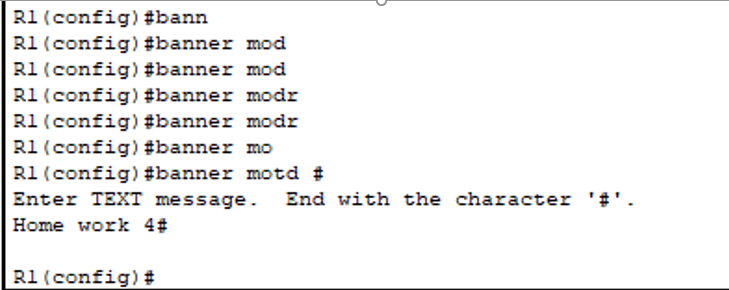 R1(config)#bann
R1(config)#banner mod
R1(config)#banner mod
R1(config)#banner modr
R1(config)#banner modr
R1(config)#banner mo
R1(config)#banner motd #
Enter TEXT message.  End with the character '#'.
Home work 4#

R1(config)#